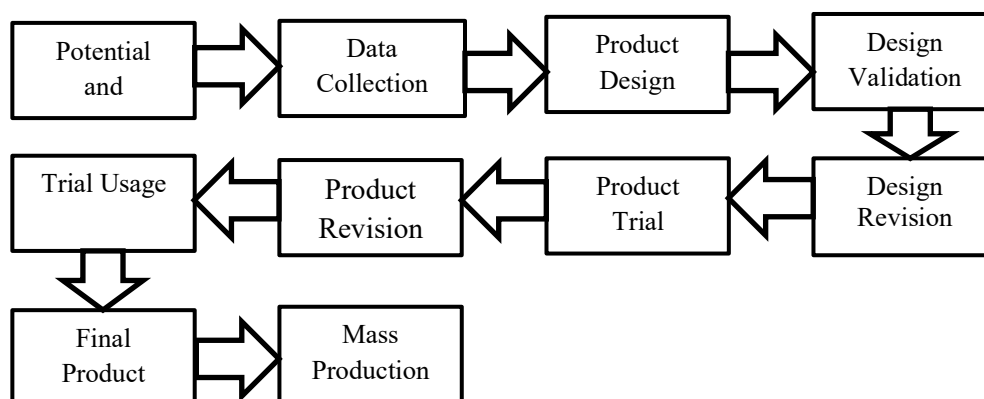 Potential
and
Data
Collection
Product
Design
Design
Validation
Design
Revision
Product
Trial
Product
Revision
Trial Usage
Final
Product
Mass
Production